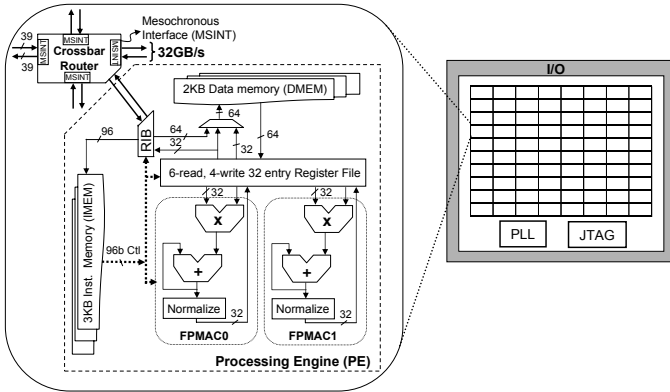 Mesochronous
Interface (MSINT)
39
39
MSINT
MSINT
MSINT
MSINT
Crossbar
Router
32GB/s
I/O
2KB Data memory (DMEM)
96
RIB
64
64
64
32
32
6-read, 4-write 32 entry Register File
3KB Inst. Memory (IMEM)
96b Ctl
32
32
x
x
+
+
Normalize
32
Normalize
32
FPMAC0
FPMAC1
Processing Engine (PE)
PLL
JTAG